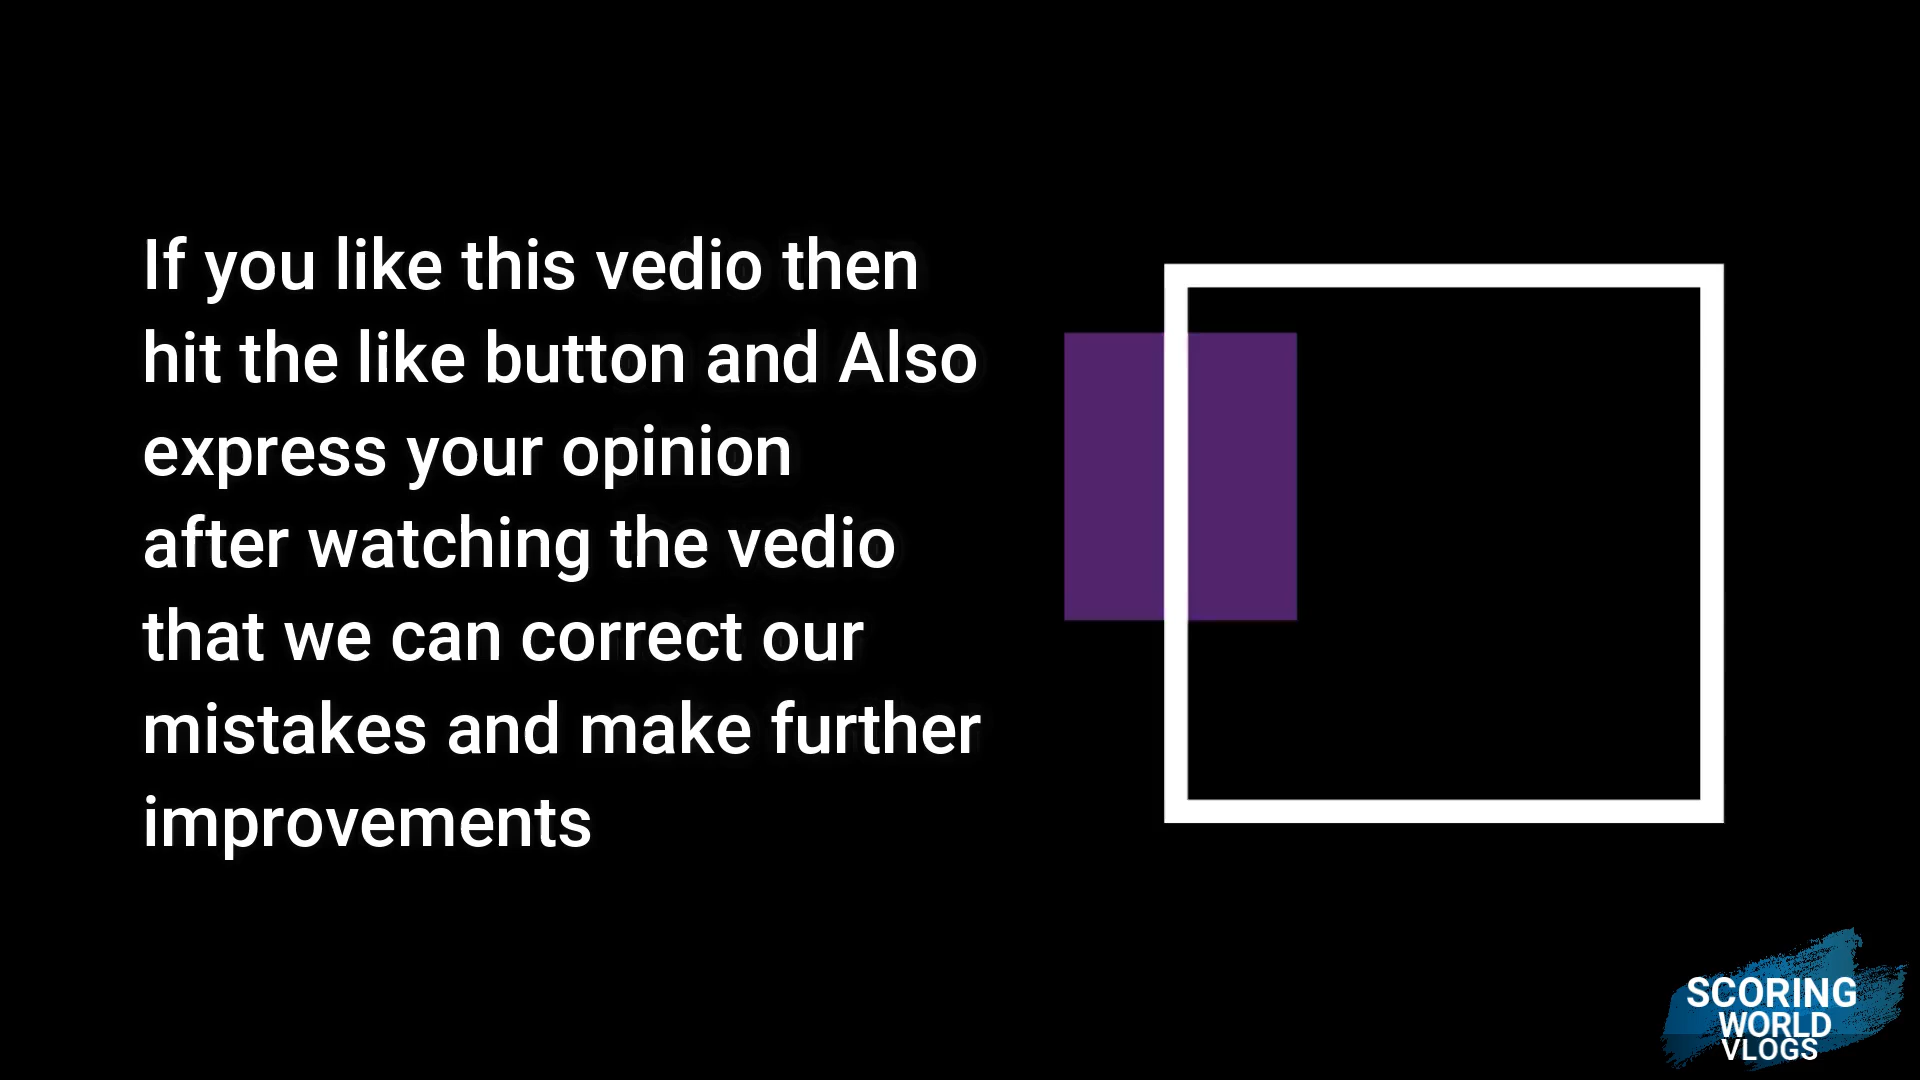 If you like this vedio then
hit the like button and Also
express your opinion
after watching the vedio
that we can correct our
mistakes and make further
improvements
SCORING
WORLD
VLOGS